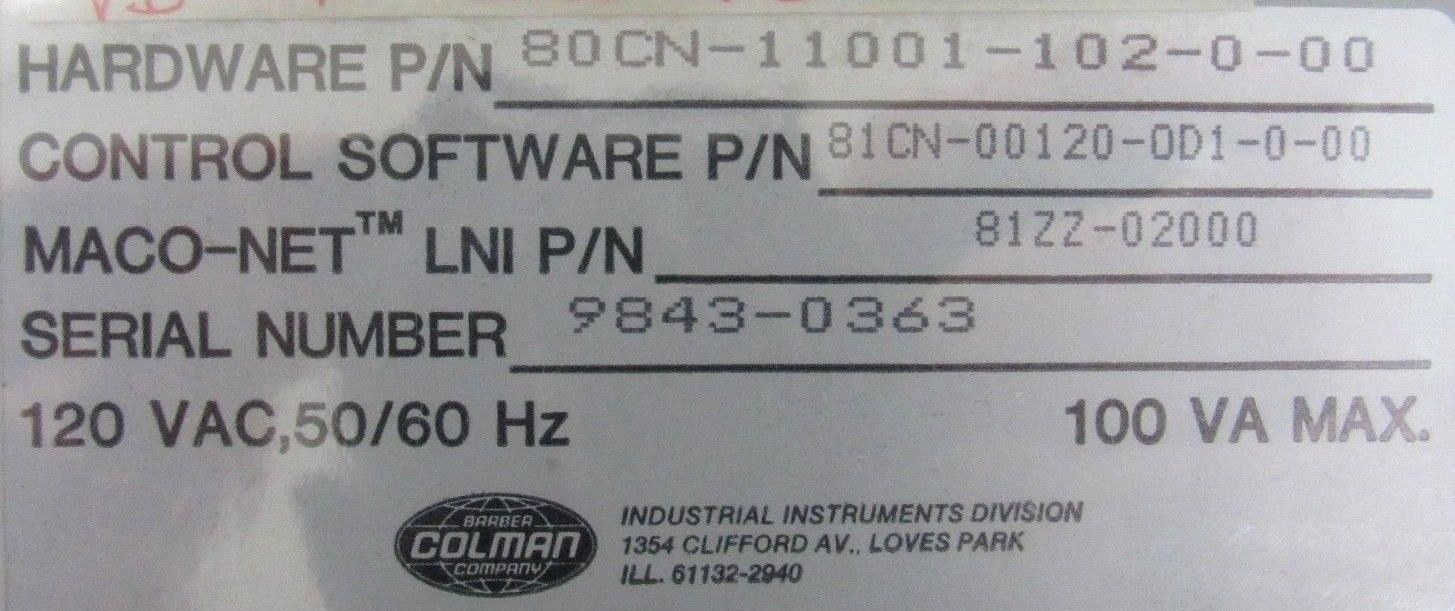 HARDWARE P/N 80CN-11001-102-0-00
CONTROL SOFTWARE P/N 81CN-00120-0D1-0-00
MACO-NET™ LNI P/N 81ZZ-02000
SERIAL NUMBER 9843-0363
120 VAC,50/60 Hz 100 VA MAX.
BARBER
COLMAN
COMPANY
INDUSTRIAL INSTRUMENTS DIVISION
1354 CLIFFORD AV., LOVES PARK
ILL. 61132-2940